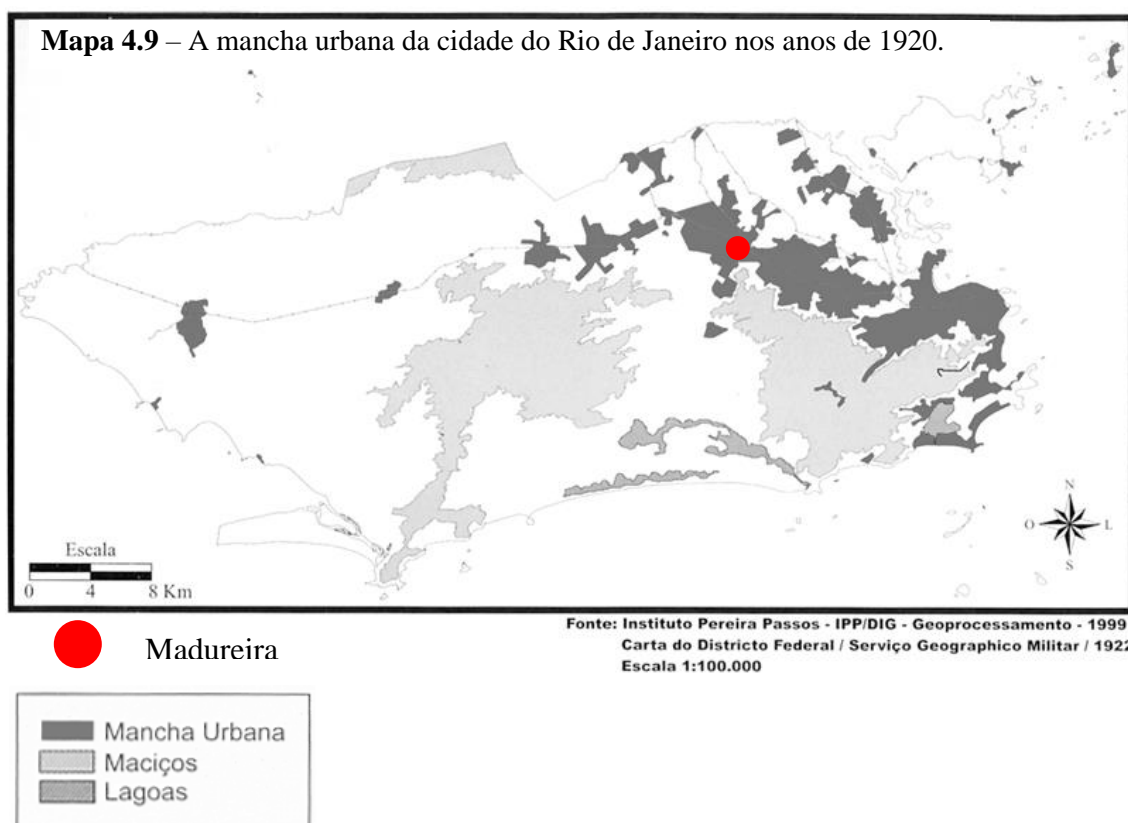 Mapa 4.9 – A mancha urbana da cidade do Rio de Janeiro nos anos de 1920.
N
O L
S
Escala
0 4 8 Km
Madureira
Fonte: Instituto Pereira Passos - IPP/DIG - Geoprocessamento - 1999
Carta do Districto Federal / Serviço Geographico Militar / 1922
Escala 1:100.000
Mancha Urbana
Maciços
Lagoas